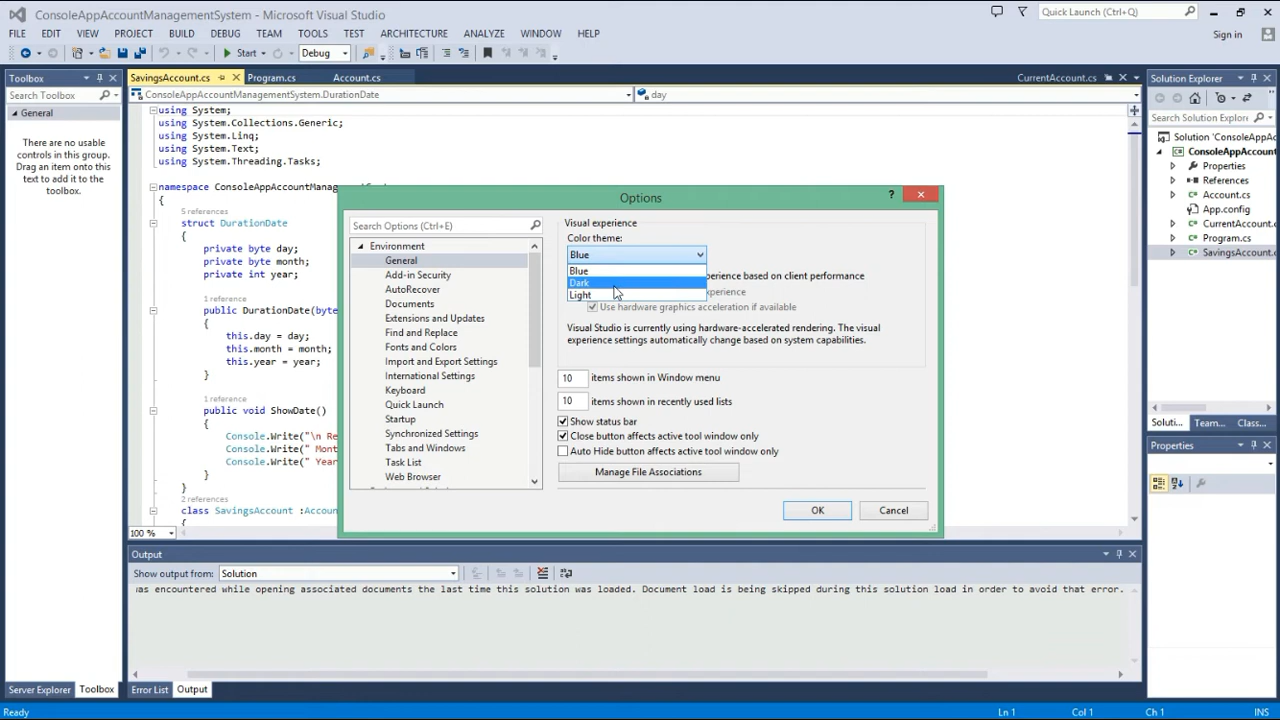 ConsoleAppAccountManagementSystem - Microsoft Visual Studio
Quick Launch (Ctrl+Q)
FILE EDIT VIEW PROJECT BUILD DEBUG TEAM TOOLS TEST ARCHITECTURE ANALYZE WINDOW HELP
Sign in
Start Debug
Toolbox
Search Toolbox
General
There are no usable
controls in this group.
Drag an item onto this
text to add it to the
toolbox.
SavingsAccount.cs Program.cs Account.cs CurrentAccount.cs
ConsoleAppAccountManagementSystem.DurationDate day
using System;
using System.Collections.Generic;
using System.Linq;
using System.Text;
using System.Threading.Tasks;
namespace ConsoleAppAccountManag
{
5 references
struct DurationDate
{
private byte day;
private byte month;
private int year;
1 reference
public DurationDate(byte
{
this.day = day;
this.month = month;
this.year = year;
}
1 reference
public void ShowDate()
{
Console.Write("\n Re
Console.Write(" Mont
Console.Write(" Year
}
}
2 references
class SavingsAccount :Accoun
{
100 %
Options
?
Search Options (Ctrl+E)
Environment
General
Add-in Security
AutoRecover
Documents
Extensions and Updates
Find and Replace
Fonts and Colors
Import and Export Settings
International Settings
Keyboard
Quick Launch
Startup
Synchronized Settings
Tabs and Windows
Task List
Web Browser
Visual experience
Color theme:
Blue
Blue
Dark
Light
perience based on client performance
xperience
Use hardware graphics acceleration if available
Visual Studio is currently using hardware-accelerated rendering. The visual
experience settings automatically change based on system capabilities.
10 items shown in Window menu
10 items shown in recently used lists
Show status bar
Close button affects active tool window only
Auto Hide button affects active tool window only
Manage File Associations
OK Cancel
Solution Explorer
Search Solution Explorer
Solution 'ConsoleAppAccount
ConsoleAppAccount
Properties
References
Account.cs
App.config
CurrentAccount.c
Program.cs
SavingsAccount.c
Soluti... Team... Class...
Properties
Output
Show output from: Solution
was encountered while opening associated documents the last time this solution was loaded. Document load is being skipped during this solution load in order to avoid that error.
Server Explorer Toolbox Error List Output
Ready Ln 1 Col 1 Ch 1 INS